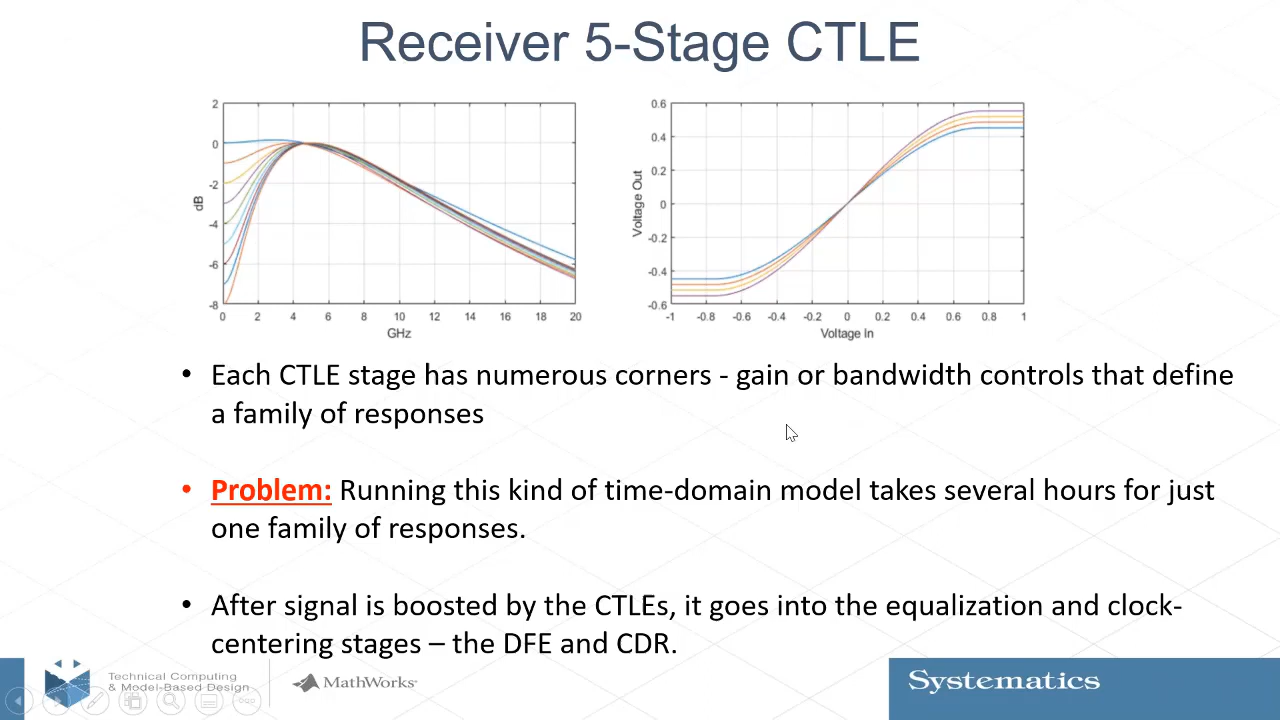 Receiver 5-Stage CTLE
2
0
-2
-4
-6
-8
dB
0 2 4 6 8 10 12 14 16 18 20
GHz
0.6
0.4
0.2
0
-0.2
-0.4
-0.6
Voltage Out
-1 -0.8 -0.6 -0.4 -0.2 0 0.2 0.4 0.6 0.8 1
Voltage In
• Each CTLE stage has numerous corners - gain or bandwidth controls that define
a family of responses
• Problem: Running this kind of time-domain model takes several hours for just
one family of responses.
• After signal is boosted by the CTLEs, it goes into the equalization and clock-
centering stages – the DFE and CDR.
Technical Computing
& Model-Based Design
MathWorks
Systematics